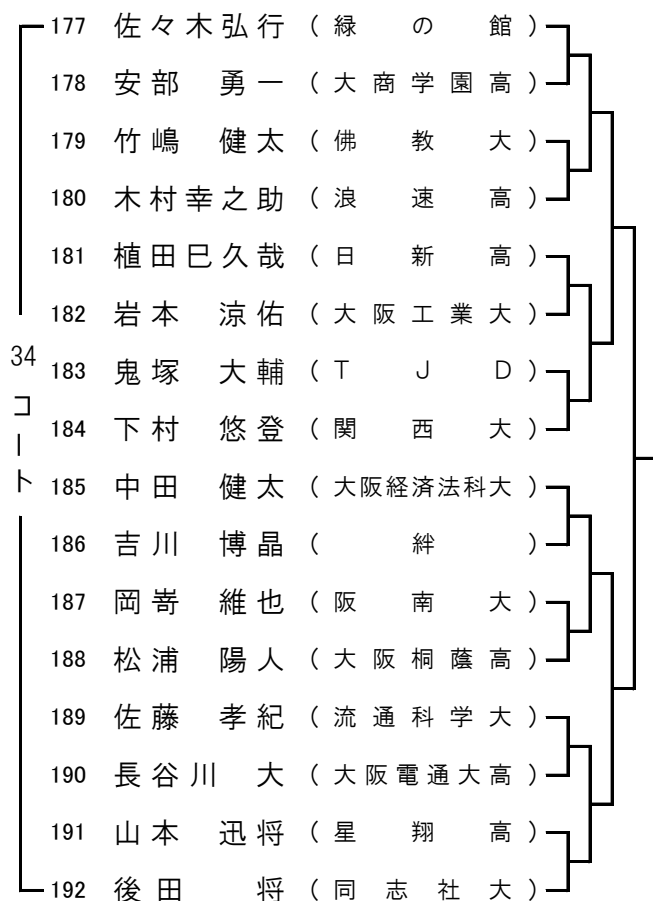 177 佐々木弘行 (緑の館)
178 安部 勇一 (大商学園高)
179 竹嶋 健太 (佛教大)
180 木村幸之助 (浪速高)
181 植田巳久哉 (日新高)
182 岩本 涼佑 (大阪工業大)
183 鬼塚 大輔 (TJD)
184 下村 悠登 (関西大)
34コート
185 中田 健太 (大阪経済法科大)
186 吉川 博晶 (絆)
187 岡嵜 維也 (阪南大)
188 松浦 陽人 (大阪桐蔭高)
189 佐藤 孝紀 (流通科学大)
190 長谷川 大 (大阪電通大高)
191 山本 迅将 (星翔高)
192 後田 将 (同志社大)